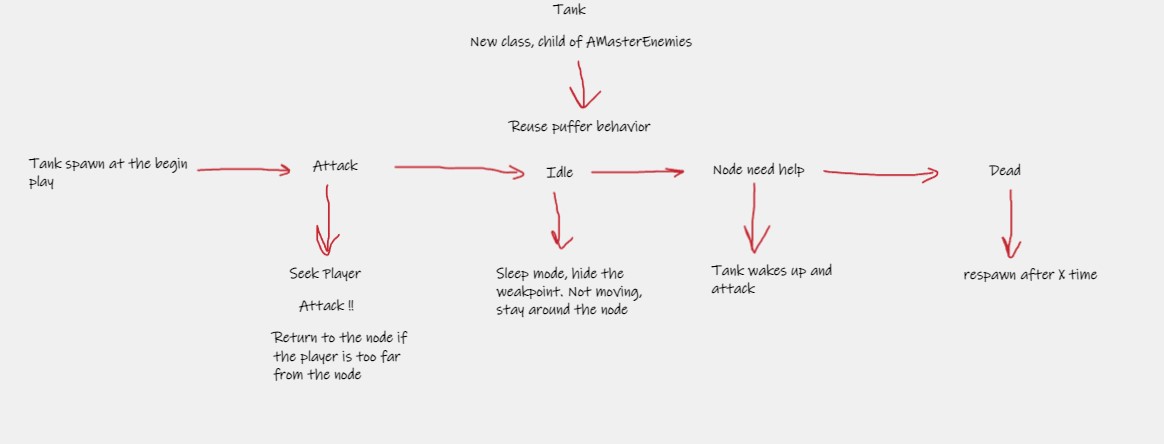 Tank
New class, child of AMasterEnemies
Reuse puffer behavior
Tank spawn at the begin
play
Attack
Idle
Node need help
Dead
Seek Player
Attack !!
Return to the node if
the player is too far
from the node
Sleep mode, hide the
weakpoint. Not moving,
stay around the node
Tank wakes up and
attack
respawn after X time